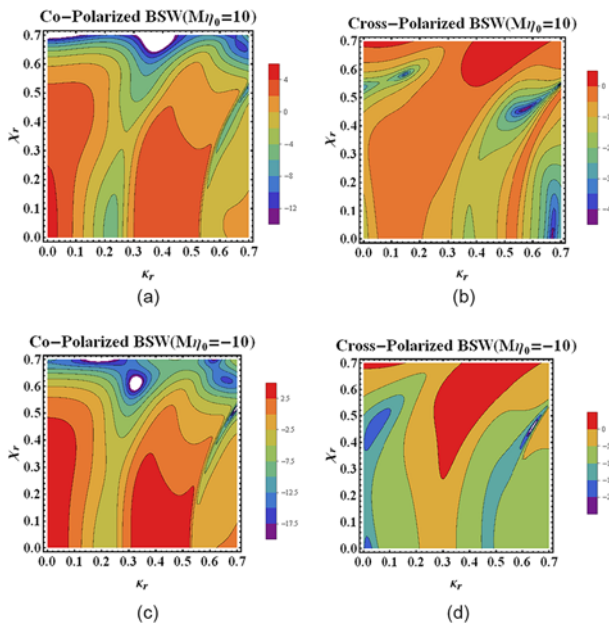 Co-Polarized BSW(Mη₀=10)
Cross-Polarized BSW(Mη₀=10)
0.7
0.6
0.5
0.4
0.3
0.2
0.1
0.0
χr
0.0 0.1 0.2 0.3 0.4 0.5 0.6 0.7
κr
4
0
-4
-8
-12
(a)
0.7
0.6
0.5
0.4
0.3
0.2
0.1
0.0
χr
0.0 0.1 0.2 0.3 0.4 0.5 0.6 0.7
κr
0
(b)
Co-Polarized BSW(Mη₀=-10)
Cross-Polarized BSW(Mη₀=-10)
0.7
0.6
0.5
0.4
0.3
0.2
0.1
0.0
χr
0.0 0.1 0.2 0.3 0.4 0.5 0.6 0.7
κr
2.5
-2.5
-7.5
-12.5
-17.5
(c)
0.7
0.6
0.5
0.4
0.3
0.2
0.1
0.0
χr
0.0 0.1 0.2 0.3 0.4 0.5 0.6 0.7
κr
0
(d)